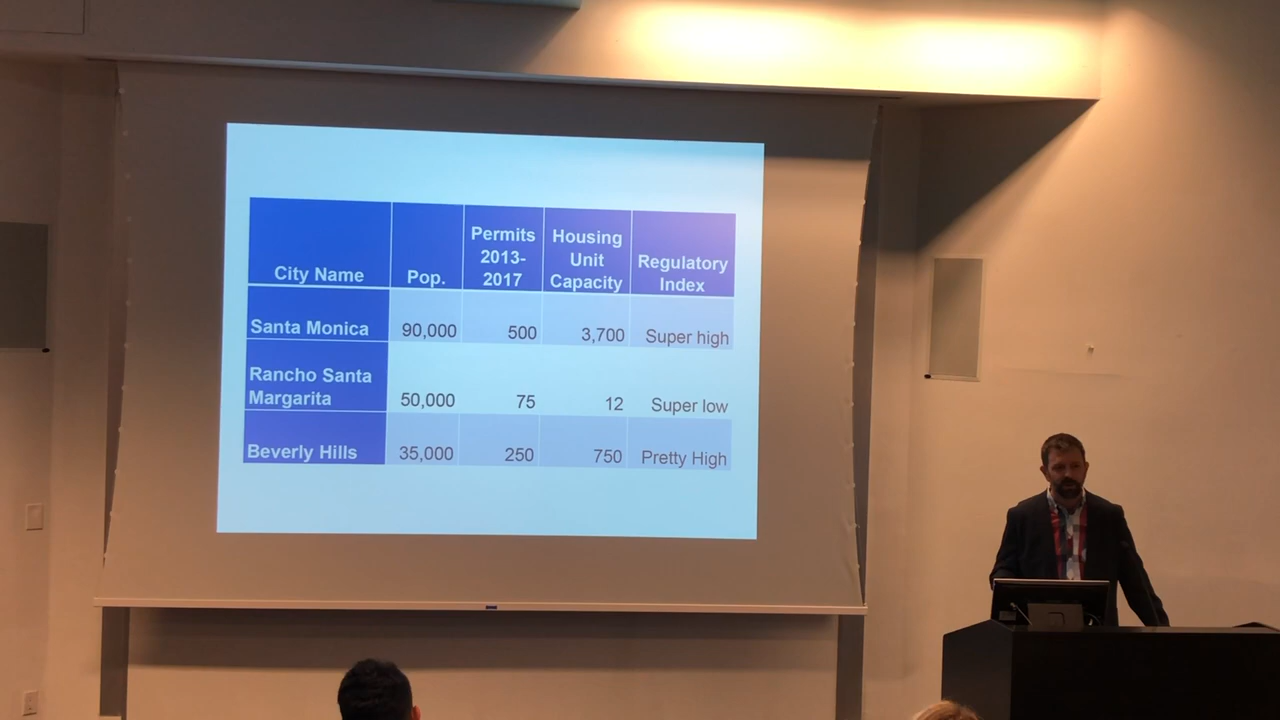 City Name Pop. Permits 2013-2017 Housing Unit Capacity Regulatory Index
Santa Monica 90,000 500 3,700 Super high
Rancho Santa Margarita 50,000 75 12 Super low
Beverly Hills 35,000 250 750 Pretty High